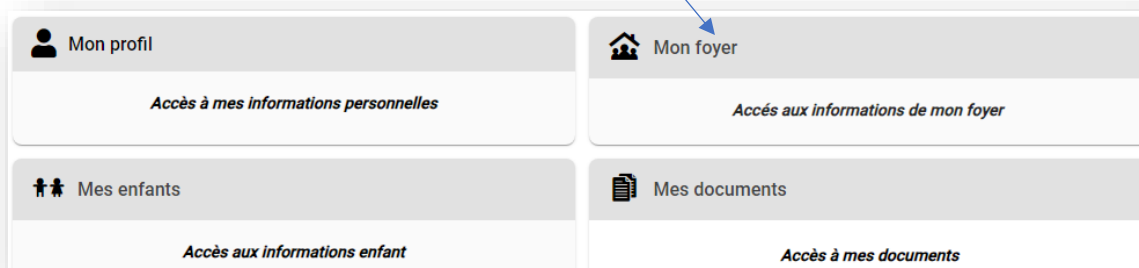 Mon profil
Mon foyer
Accès à mes informations personnelles
Accés aux informations de mon foyer
Mes enfants
Mes documents
Accès aux informations enfant
Accès à mes documents